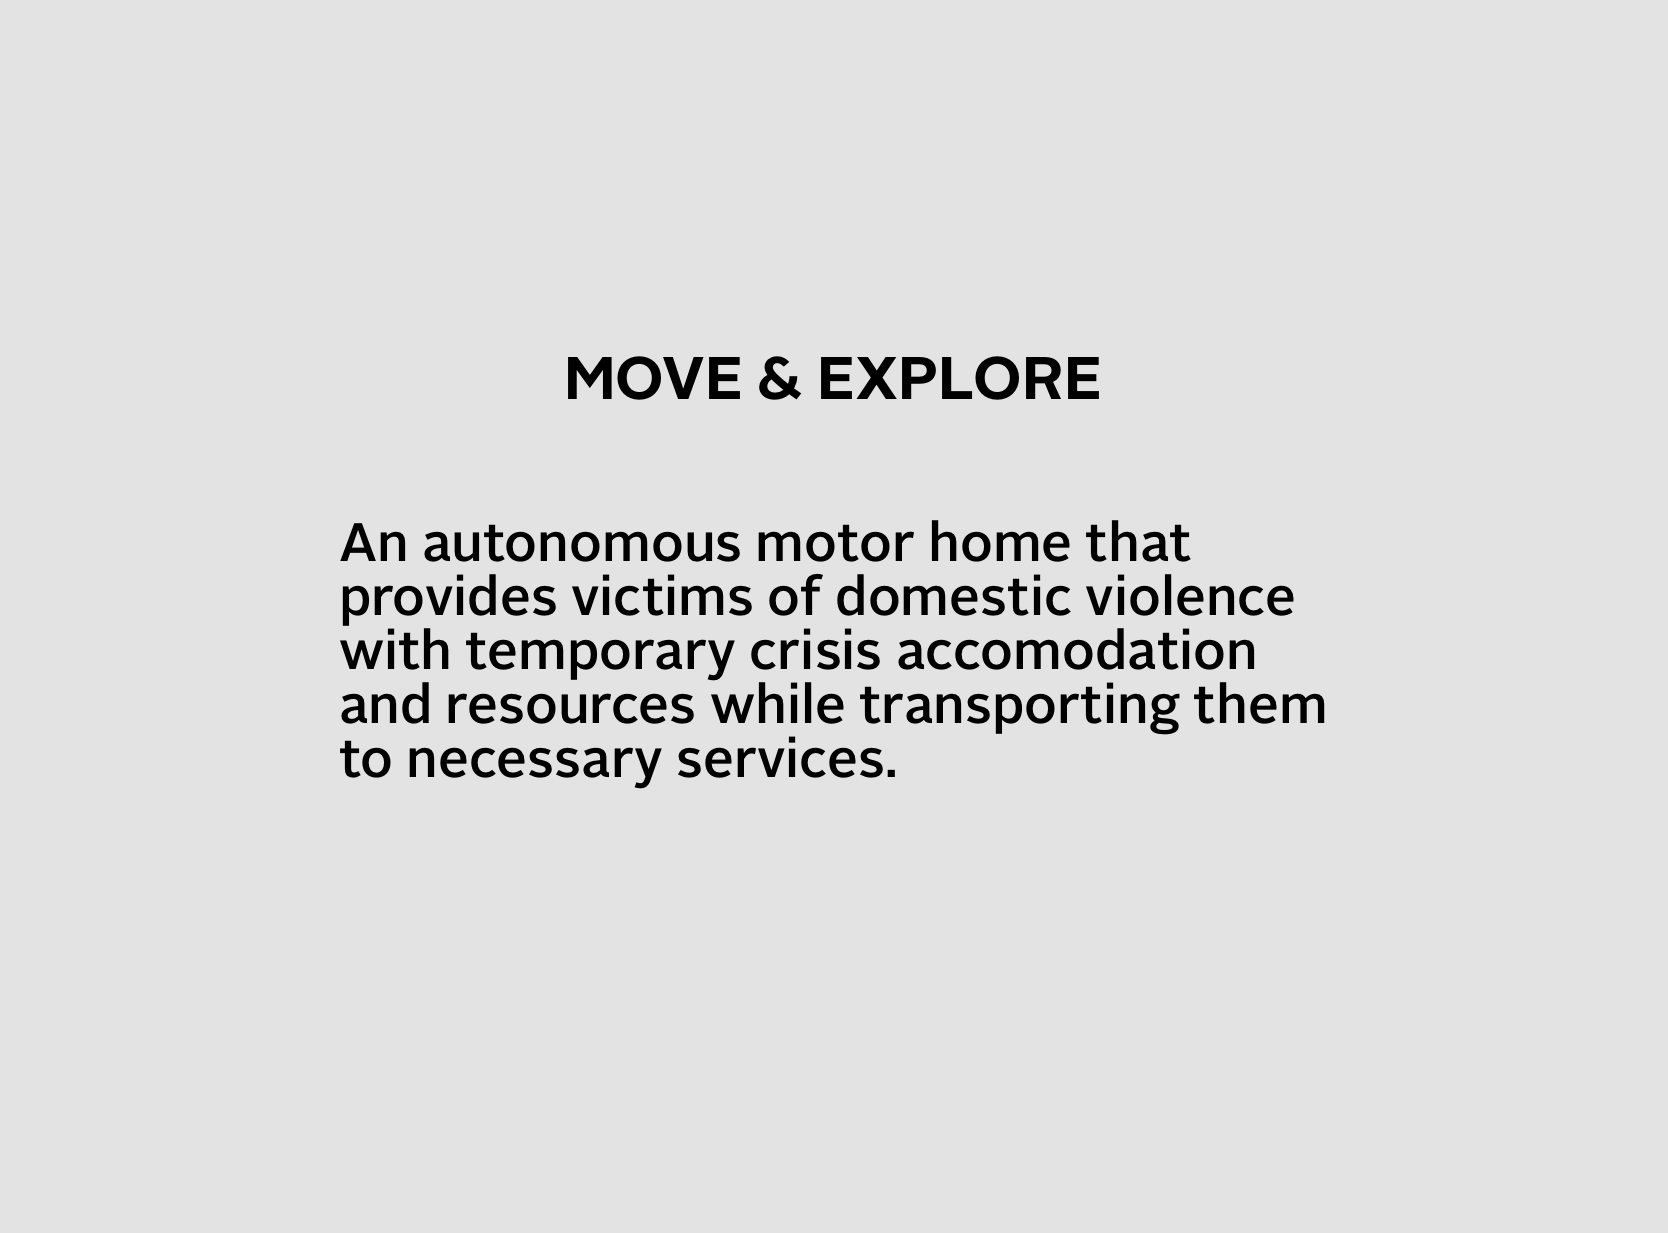 MOVE & EXPLORE
An autonomous motor home that
provides victims of domestic violence
with temporary crisis accomodation
and resources while transporting them
to necessary services.